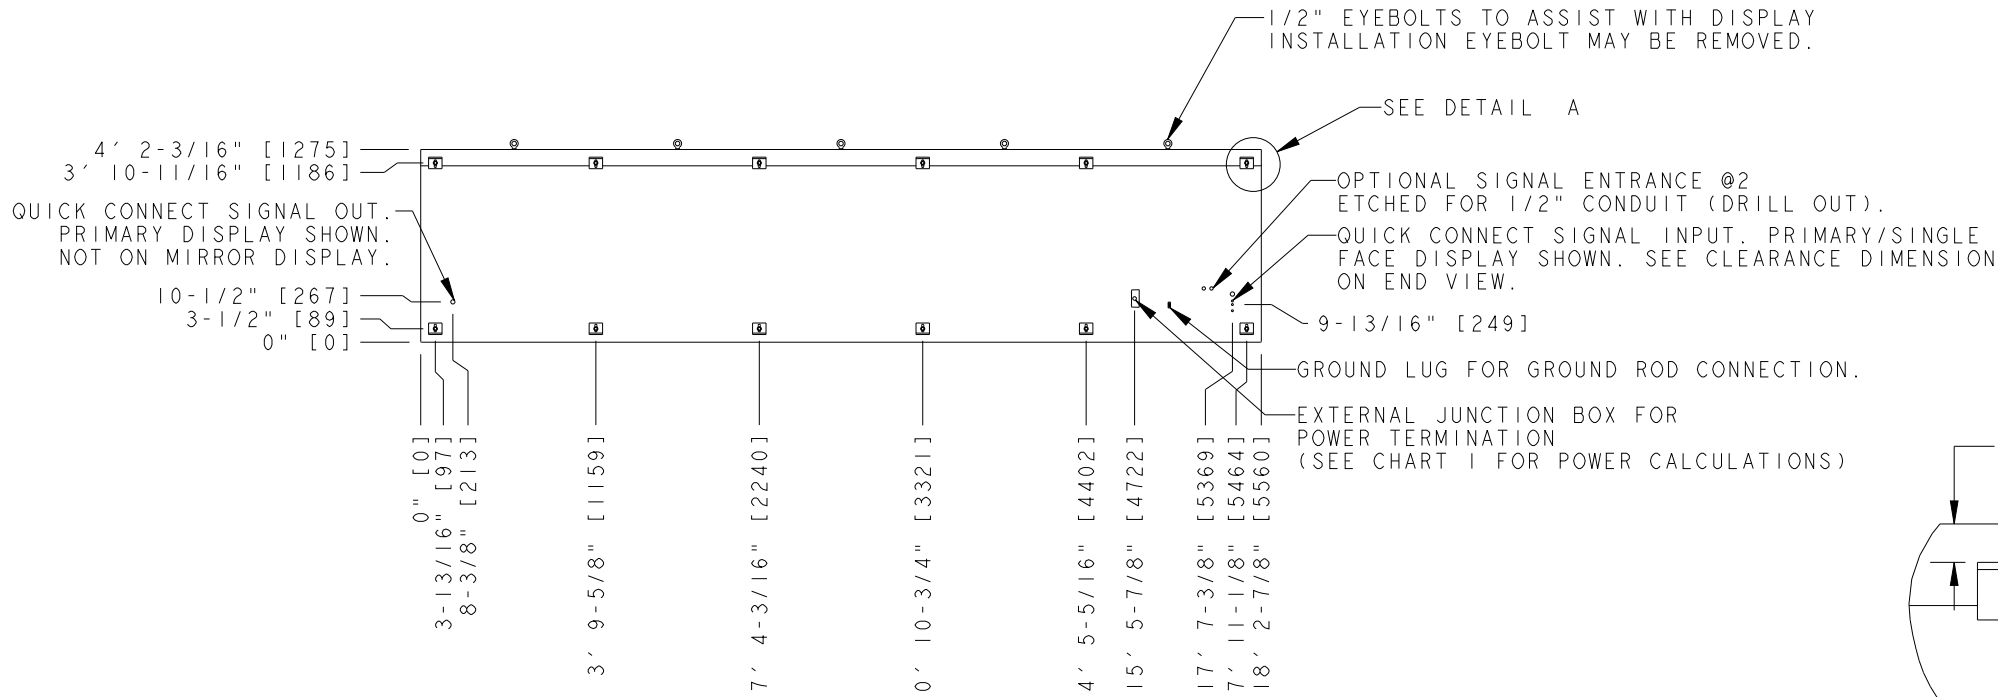 1/2" EYEBOLTS TO ASSIST WITH DISPLAY
INSTALLATION EYEBOLT MAY BE REMOVED.
SEE DETAIL A
4' 2-3/16" [1275]
3' 10-11/16" [1186]
OPTIONAL SIGNAL ENTRANCE @2
ETCHED FOR 1/2" CONDUIT (DRILL OUT).
QUICK CONNECT SIGNAL OUT.
PRIMARY DISPLAY SHOWN.
NOT ON MIRROR DISPLAY.
QUICK CONNECT SIGNAL INPUT. PRIMARY/SINGLE
FACE DISPLAY SHOWN. SEE CLEARANCE DIMENSION
ON END VIEW.
10-1/2" [267]
3-1/2" [89]
0" [0]
9-13/16" [249]
GROUND LUG FOR GROUND ROD CONNECTION.
EXTERNAL JUNCTION BOX FOR
POWER TERMINATION
(SEE CHART 1 FOR POWER CALCULATIONS)
0" [0]
3-13/16" [97]
8-3/8" [213]
3' 9-5/8" [1159]
7' 4-3/16" [2240]
0' 10-3/4" [3321]
4' 5-5/16" [4402]
15' 5-7/8" [4722]
17' 7-3/8" [5369]
7' 11-1/8" [5464]
18' 2-7/8" [5560]